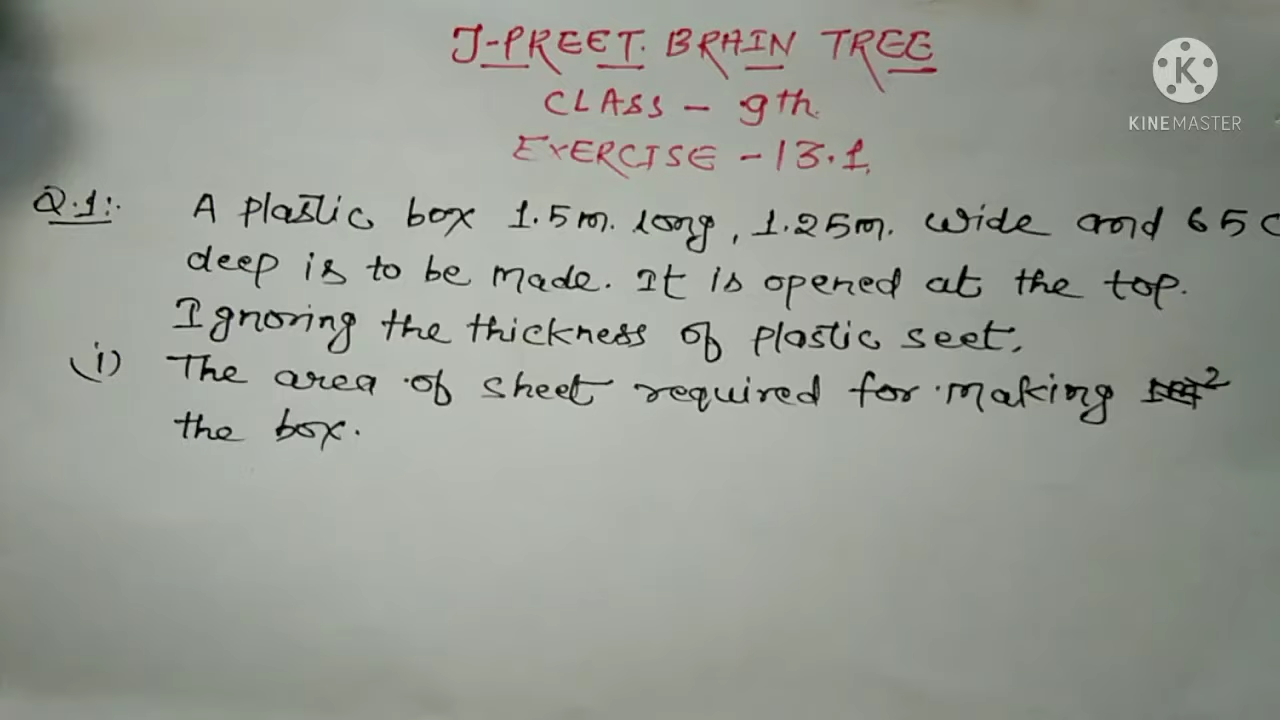 J-PREET. BRAIN TREE
CLASS - 9th.
EXERCISE - 13.1.
K
KINEMASTER
Q.1:. A plastic box 1.5m. long, 1.25m. wide and 65 c
deep is to be made. It is opened at the top.
Ignoring the thickness of plastic seet.
(i) The area of sheet required for making 2
the box.